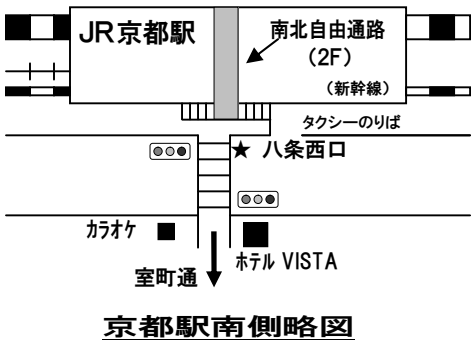 JR京都駅
南北自由通路
(2F)
(新幹線)
タクシーのりば
★ 八条西口
カラオケ
ホテル VISTA
室町通
京都駅南側略図